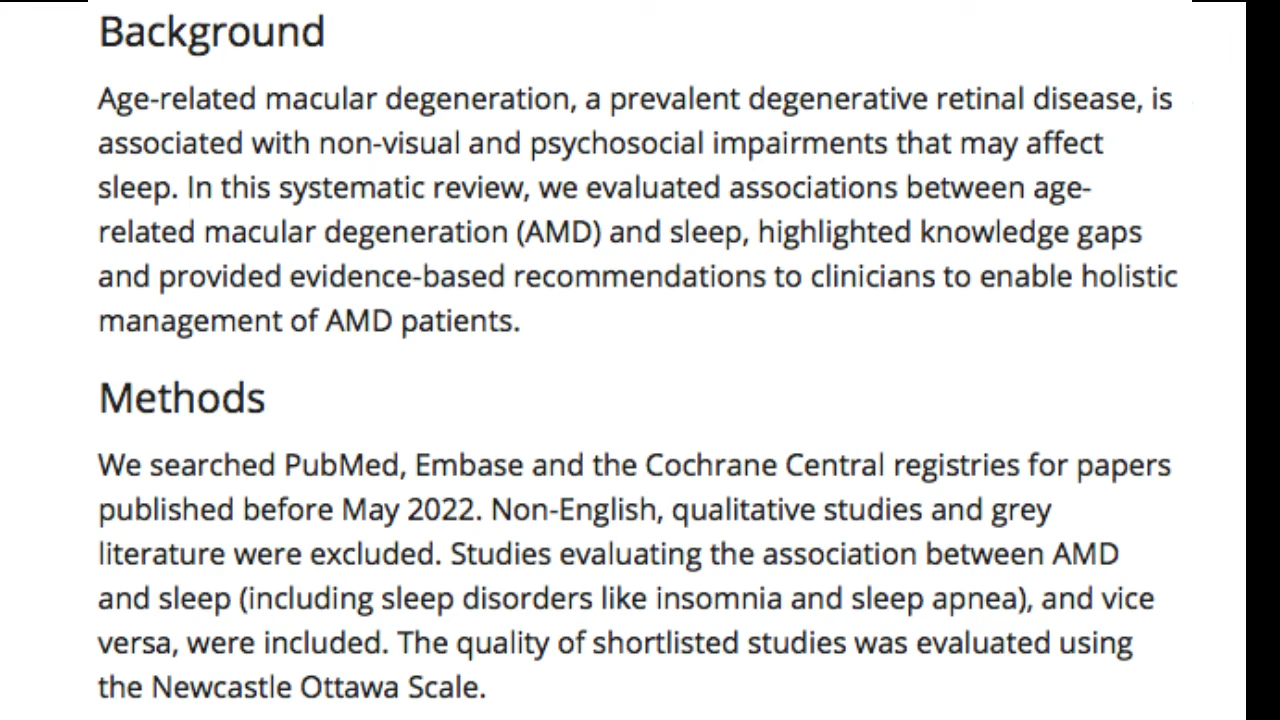 Background
Age-related macular degeneration, a prevalent degenerative retinal disease, is
associated with non-visual and psychosocial impairments that may affect
sleep. In this systematic review, we evaluated associations between age-
related macular degeneration (AMD) and sleep, highlighted knowledge gaps
and provided evidence-based recommendations to clinicians to enable holistic
management of AMD patients.
Methods
We searched PubMed, Embase and the Cochrane Central registries for papers
published before May 2022. Non-English, qualitative studies and grey
literature were excluded. Studies evaluating the association between AMD
and sleep (including sleep disorders like insomnia and sleep apnea), and vice
versa, were included. The quality of shortlisted studies was evaluated using
the Newcastle Ottawa Scale.